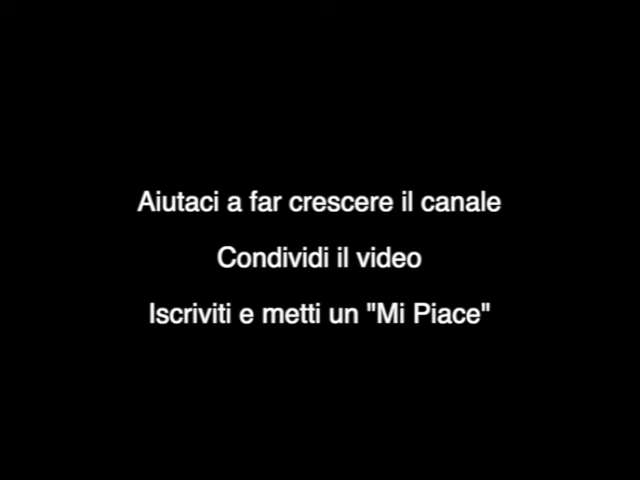 Aiutaci a far crescere il canale
Condividi il video
Iscriviti e metti un "Mi Piace"